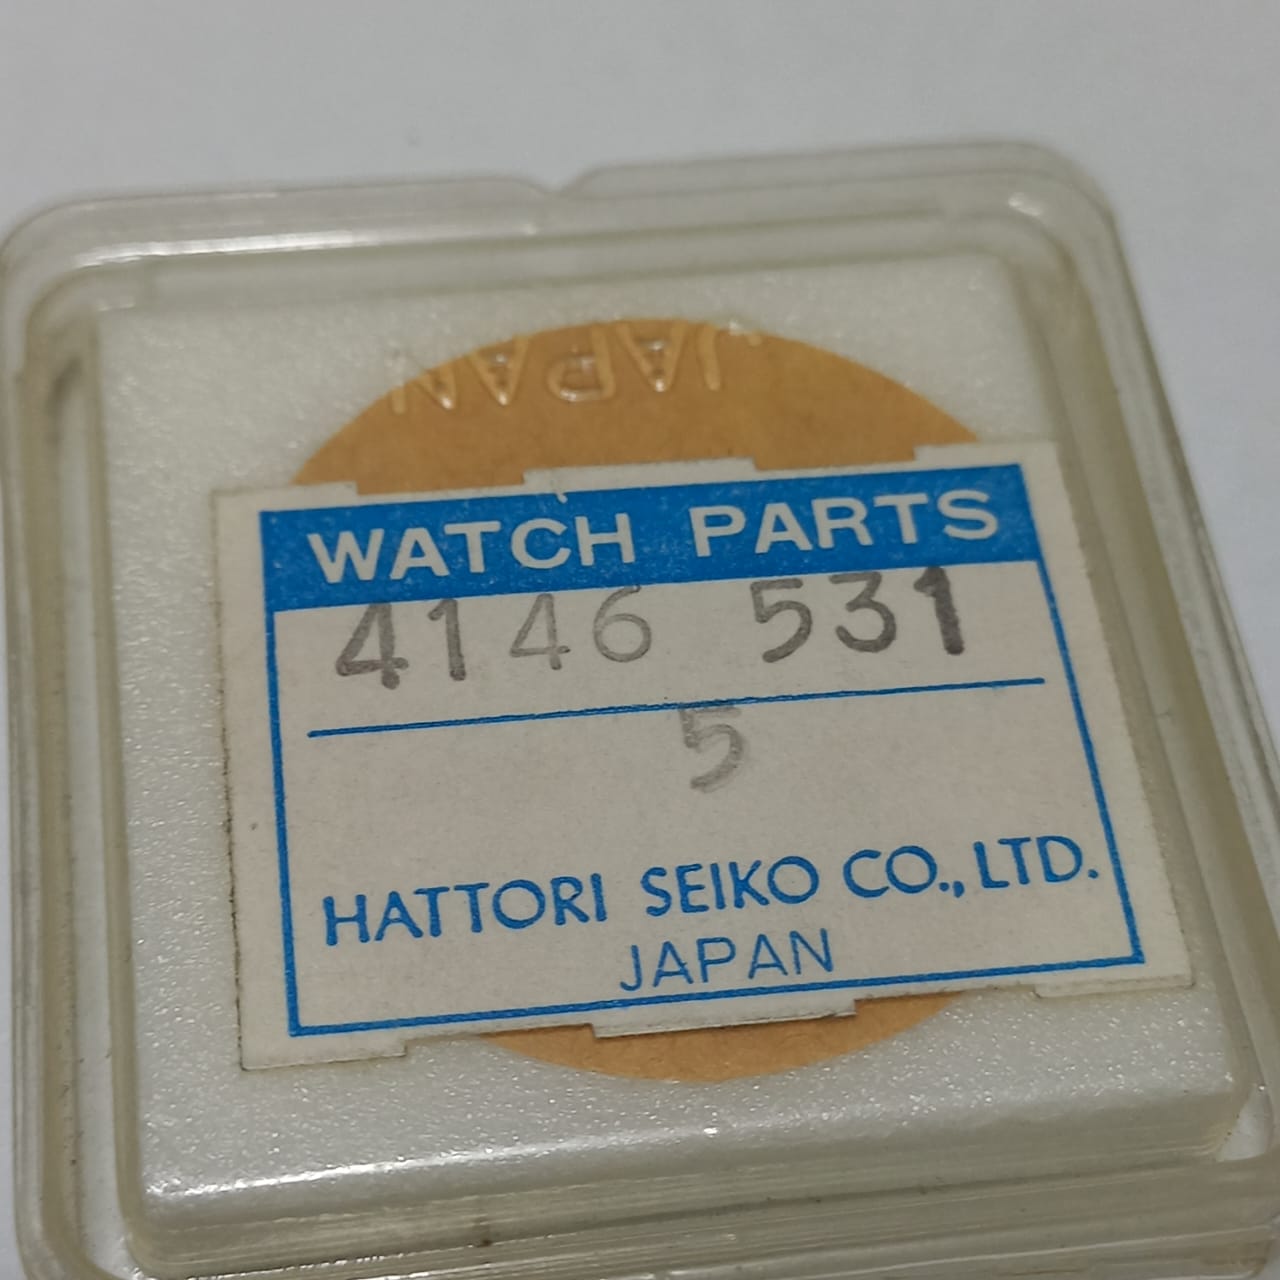 JAPAN
WATCH PARTS
4146 531
5
HATTORI SEIKO CO., LTD.
JAPAN